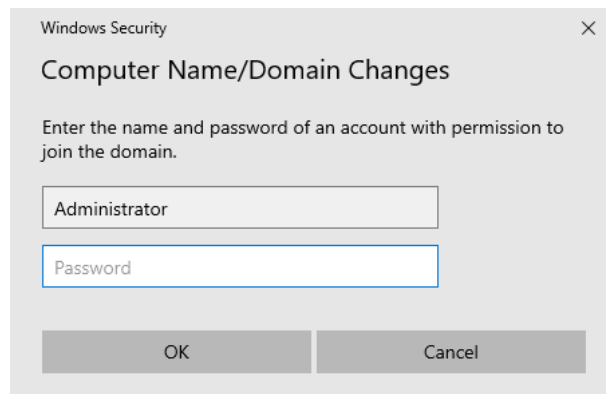 Windows Security
Computer Name/Domain Changes
Enter the name and password of an account with permission to
join the domain.
Administrator
Password
OK
Cancel